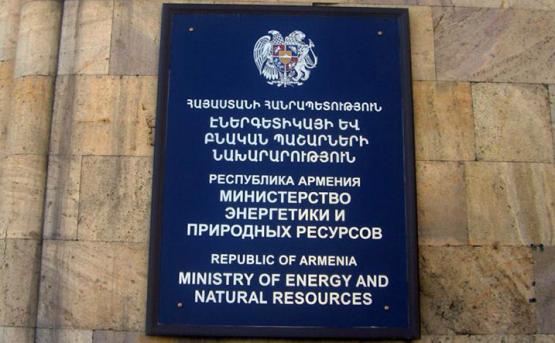 ՀԱՅԱՍՏԱՆԻ ՀԱՆՐԱՊԵՏՈՒԹՅՈՒՆ
ԷՆԵՐԳԵՏԻԿԱՅԻ ԵՎ
ԲՆԱԿԱՆ ՊԱՇԱՐՆԵՐԻ
ՆԱԽԱՐԱՐՈՒԹՅՈՒՆ
РЕСПУБЛИКА АРМЕНИЯ
МИНИСТЕРСТВО
ЭНЕРГЕТИКИ И
ПРИРОДНЫХ РЕСУРСОВ
REPUBLIC OF ARMENIA
MINISTRY OF ENERGY AND
NATURAL RESOURCES